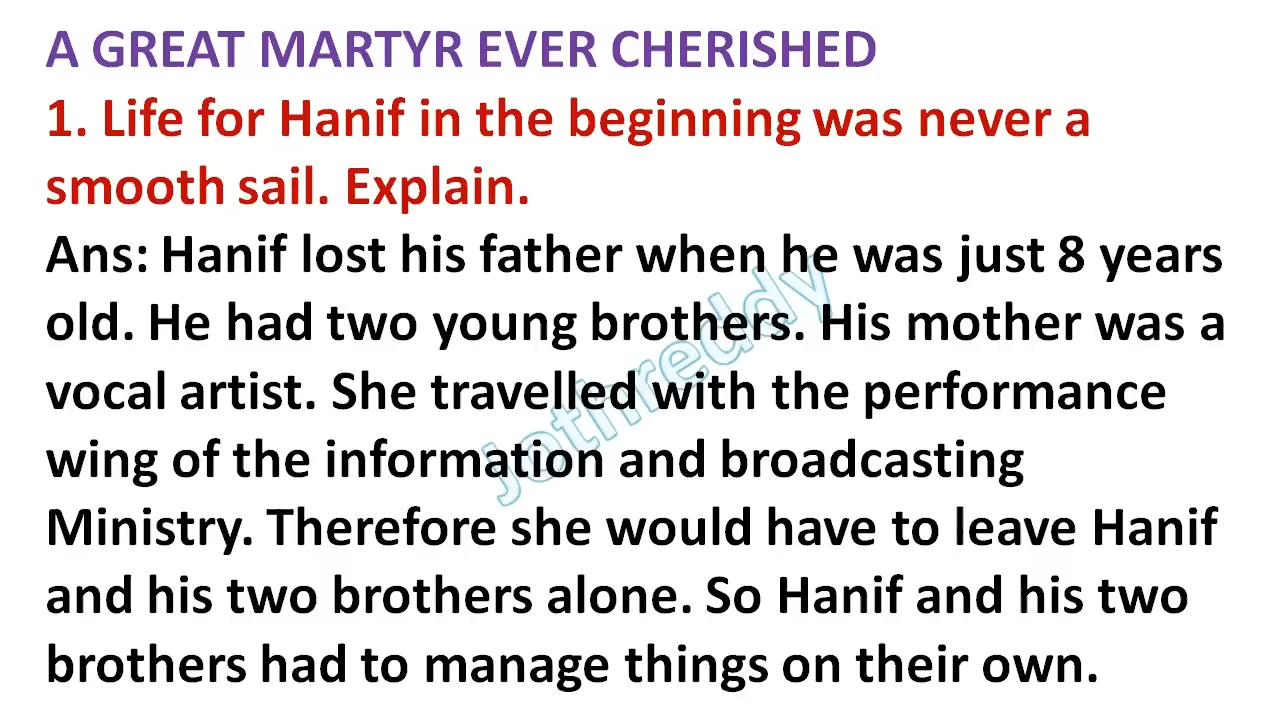 A GREAT MARTYR EVER CHERISHED
1. Life for Hanif in the beginning was never a
smooth sail. Explain.
Ans: Hanif lost his father when he was just 8 years
old. He had two young brothers. His mother was a
vocal artist. She travelled with the performance
wing of the information and broadcasting
Ministry. Therefore she would have to leave Hanif
and his two brothers alone. So Hanif and his two
brothers had to manage things on their own.
Jothreddy